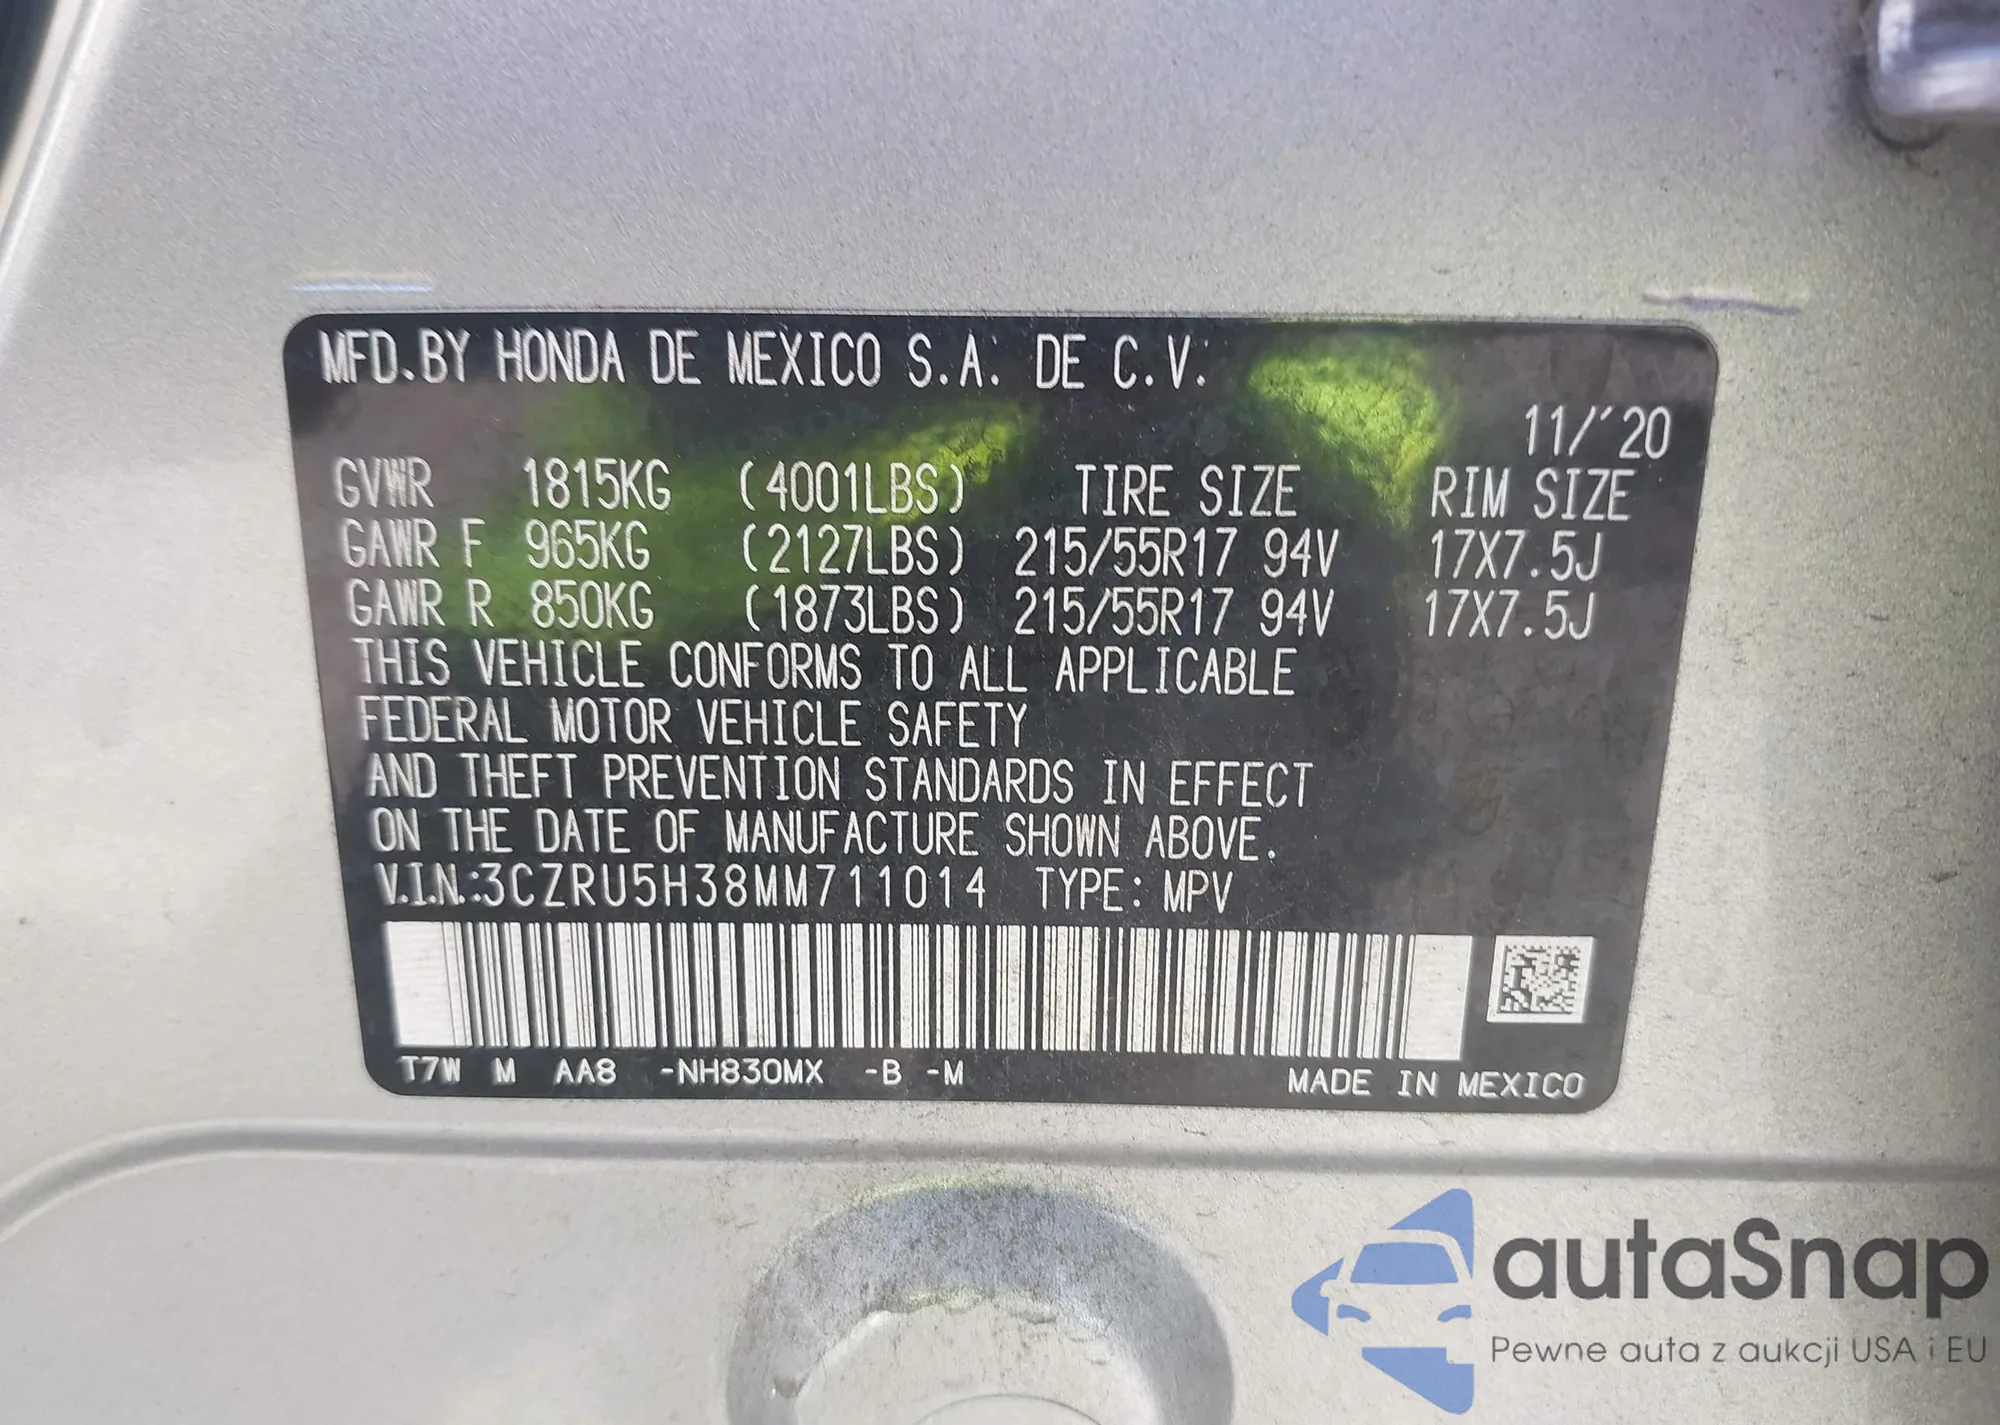 MFD.BY HONDA DE MEXICO S.A. DE C.V.
11/'20
GVWR 1815KG (4001LBS) TIRE SIZE RIM SIZE
GAWR F 965KG (2127LBS) 215/55R17 94V 17X7.5J
GAWR R 850KG (1873LBS) 215/55R17 94V 17X7.5J
THIS VEHICLE CONFORMS TO ALL APPLICABLE
FEDERAL MOTOR VEHICLE SAFETY
AND THEFT PREVENTION STANDARDS IN EFFECT
ON THE DATE OF MANUFACTURE SHOWN ABOVE.
V.I.N.:3CZRU5H38MM711014 TYPE: MPV
T7W M AA8 -NH830MX -B -M MADE IN MEXICO
autaSnap
Pewne auta z aukcji USA i EU